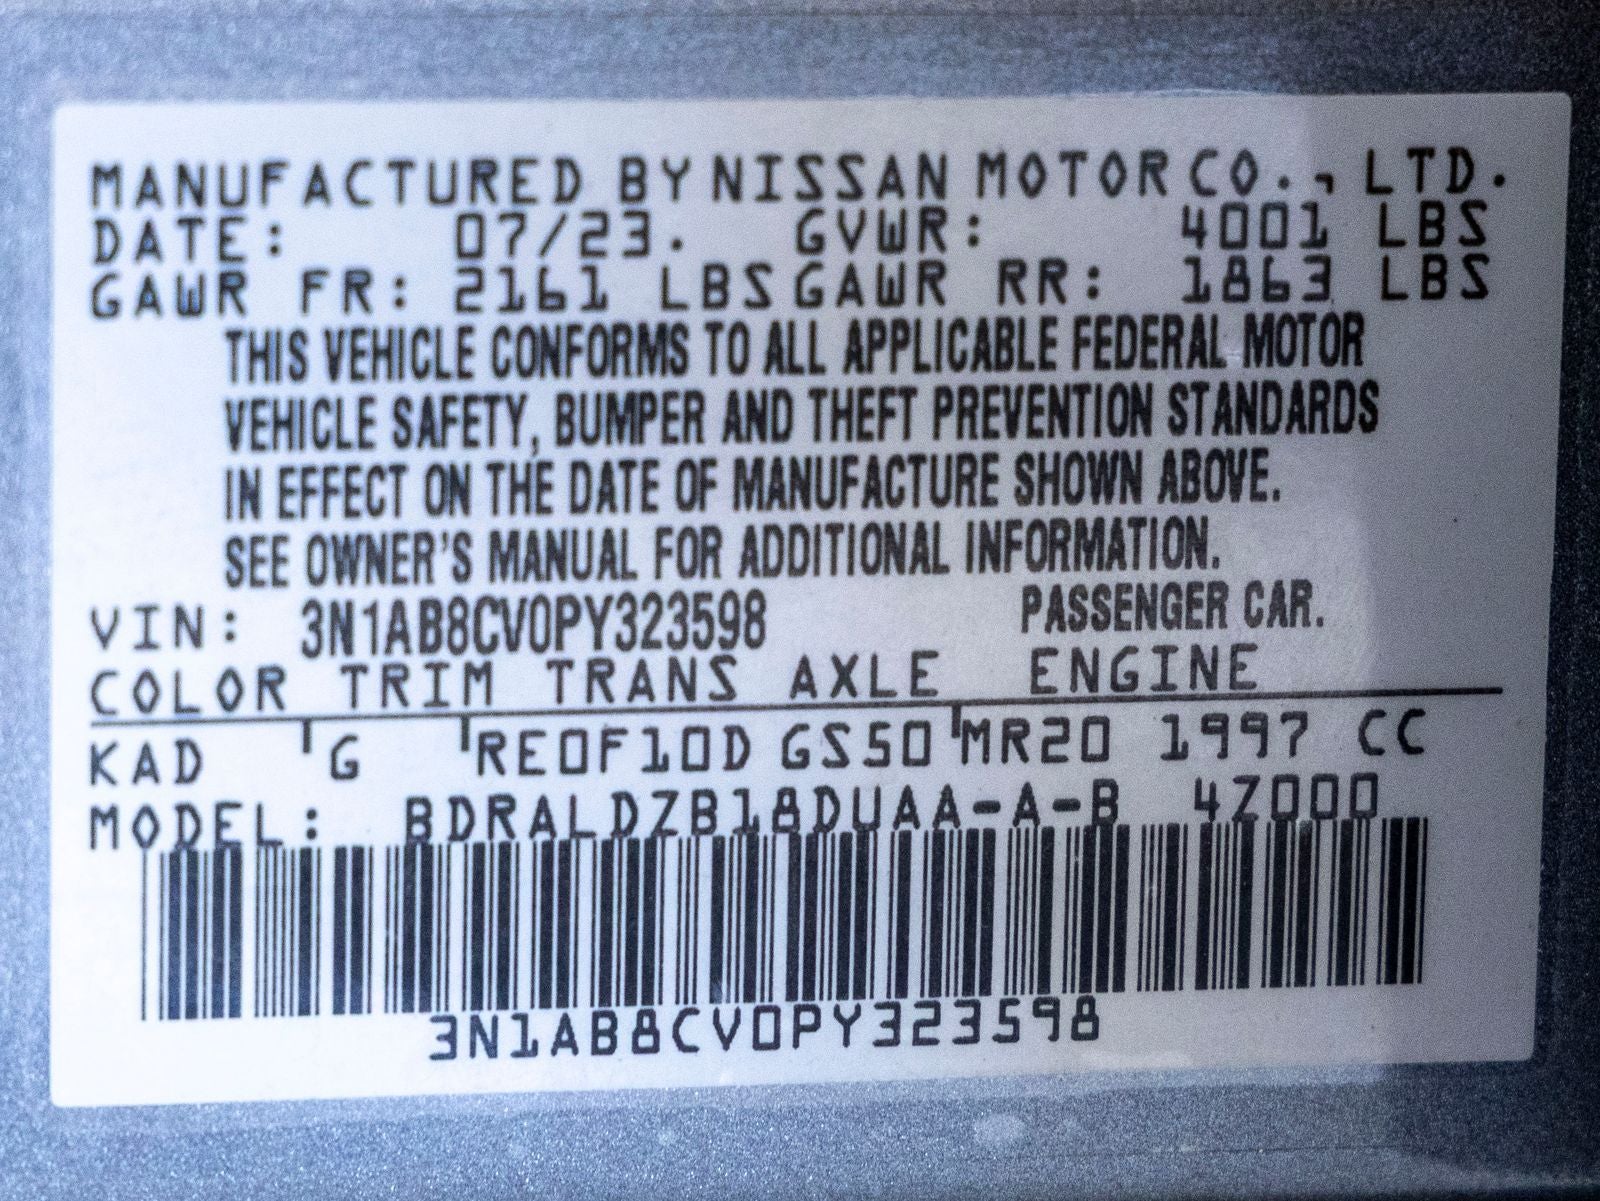 MANUFACTURED BY NISSAN MOTOR CO., LTD.
DATE: 07/23. GVWR: 4001 LBS
GAWR FR: 2161 LBS GAWR RR: 1863 LBS
THIS VEHICLE CONFORMS TO ALL APPLICABLE FEDERAL MOTOR
VEHICLE SAFETY, BUMPER AND THEFT PREVENTION STANDARDS
IN EFFECT ON THE DATE OF MANUFACTURE SHOWN ABOVE.
SEE OWNER'S MANUAL FOR ADDITIONAL INFORMATION.
VIN: 3N1AB8CV0PY323598 PASSENGER CAR.
COLOR TRIM TRANS AXLE ENGINE
KAD G RE0F10D GS50 MR20 1997 CC
MODEL: BDRALDZB18DUAA-A-B 4Z000
3N1AB8CV0PY323598